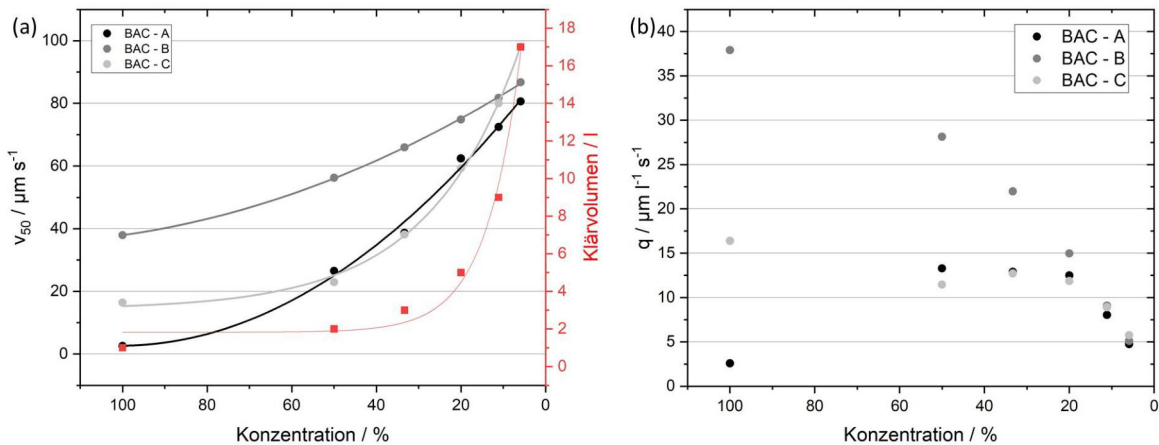 (a)
BAC - A
BAC - B
BAC - C
100
80
60
40
20
0
v50 / µm s⁻¹
100 80 60 40 20 0
Konzentration / %
18
17
16
14
12
10
8
6
4
2
0
Klärvolumen / l
(b)
BAC - A
BAC - B
BAC - C
40
35
30
25
20
15
10
5
0
q / µm l⁻¹ s⁻¹
100 80 60 40 20 0
Konzentration / %